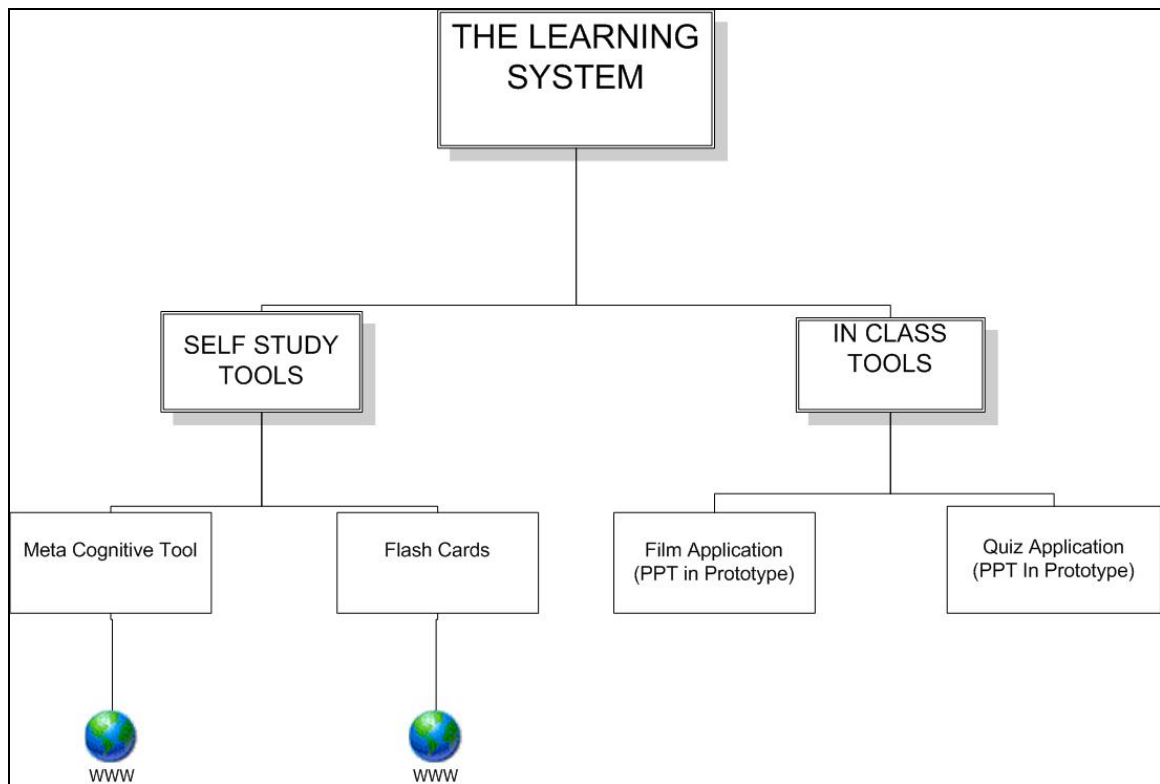 THE LEARNING
SYSTEM
SELF STUDY
TOOLS
IN CLASS
TOOLS
Meta Cognitive Tool
Flash Cards
Film Application
(PPT in Prototype)
Quiz Application
(PPT In Prototype)
WWW
WWW